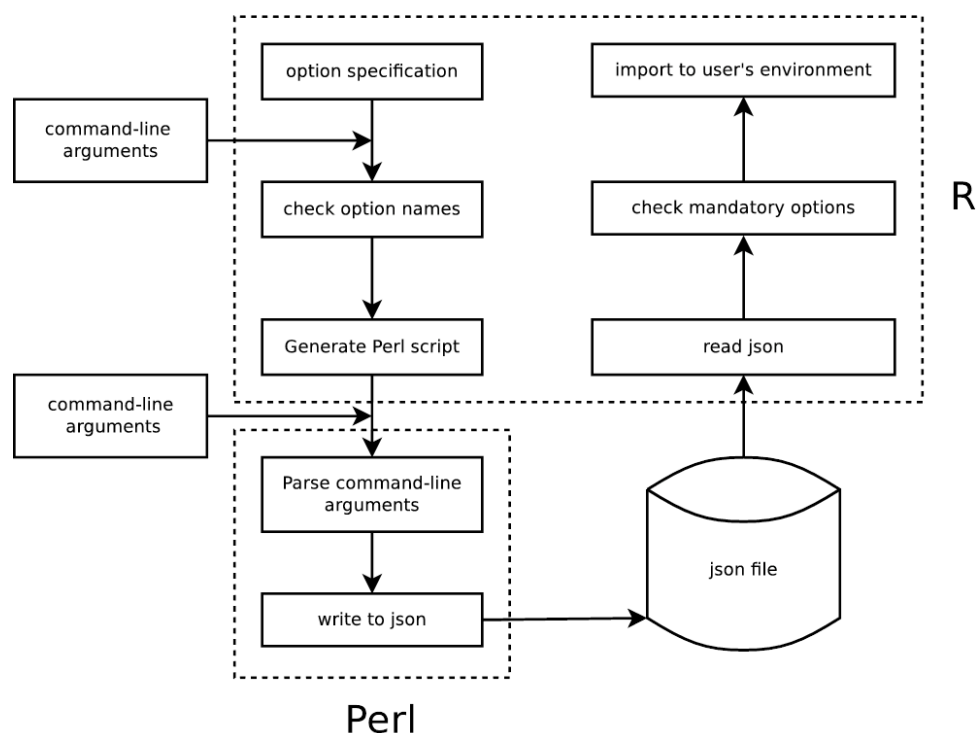 option specification
import to user's environment
command-line
arguments
check option names
check mandatory options
R
Generate Perl script
read json
command-line
arguments
Parse command-line
arguments
json file
write to json
Perl